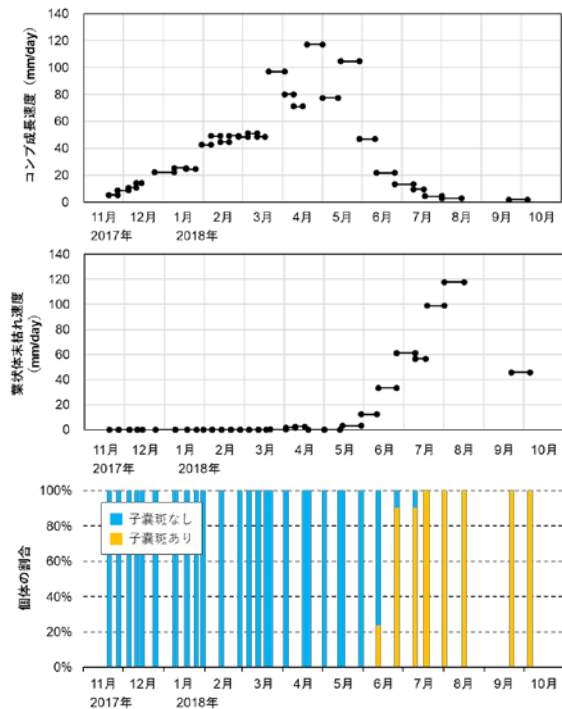 コンブ成長速度 (mm/day)
140
120
100
80
60
40
20
0
11月 12月 1月 2月 3月 4月 5月 6月 7月 8月 9月 10月
2017年 2018年
葉状体末枯れ速度
(mm/day)
140
120
100
80
60
40
20
0
11月 12月 1月 2月 3月 4月 5月 6月 7月 8月 9月 10月
2017年 2018年
個体の割合
100%
80%
60%
40%
20%
0%
子嚢斑なし
子嚢斑あり
11月 12月 1月 2月 3月 4月 5月 6月 7月 8月 9月 10月
2017年 2018年